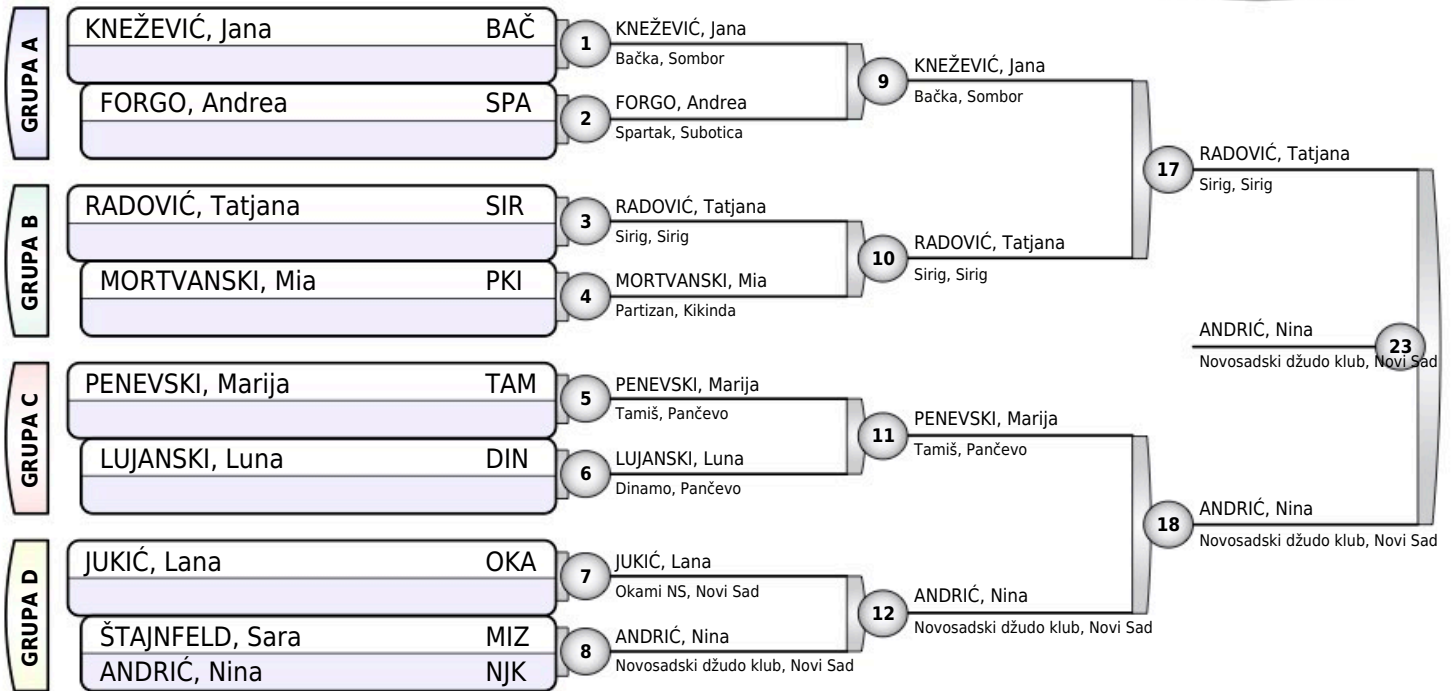 GRUPA A
KNEŽEVIĆ, Jana BAČ
FORGO, Andrea SPA
1
KNEŽEVIĆ, Jana
Bačka, Sombor
2
FORGO, Andrea
Spartak, Subotica
9
KNEŽEVIĆ, Jana
Bačka, Sombor
GRUPA B
RADOVIĆ, Tatjana SIR
MORTVANSKI, Mia PKI
3
RADOVIĆ, Tatjana
Sirig, Sirig
4
MORTVANSKI, Mia
Partizan, Kikinda
10
RADOVIĆ, Tatjana
Sirig, Sirig
17
RADOVIĆ, Tatjana
Sirig, Sirig
GRUPA C
PENEVSKI, Marija TAM
LUJANSKI, Luna DIN
5
PENEVSKI, Marija
Tamiš, Pančevo
6
LUJANSKI, Luna
Dinamo, Pančevo
11
PENEVSKI, Marija
Tamiš, Pančevo
GRUPA D
JUKIĆ, Lana OKA
ŠTAJNFELD, Sara MIZ
ANDRIĆ, Nina NJK
7
JUKIĆ, Lana
Okami NS, Novi Sad
8
ANDRIĆ, Nina
Novosadski džudo klub, Novi Sad
12
ANDRIĆ, Nina
Novosadski džudo klub, Novi Sad
18
ANDRIĆ, Nina
Novosadski džudo klub, Novi Sad
23
ANDRIĆ, Nina
Novosadski džudo klub, Novi Sad